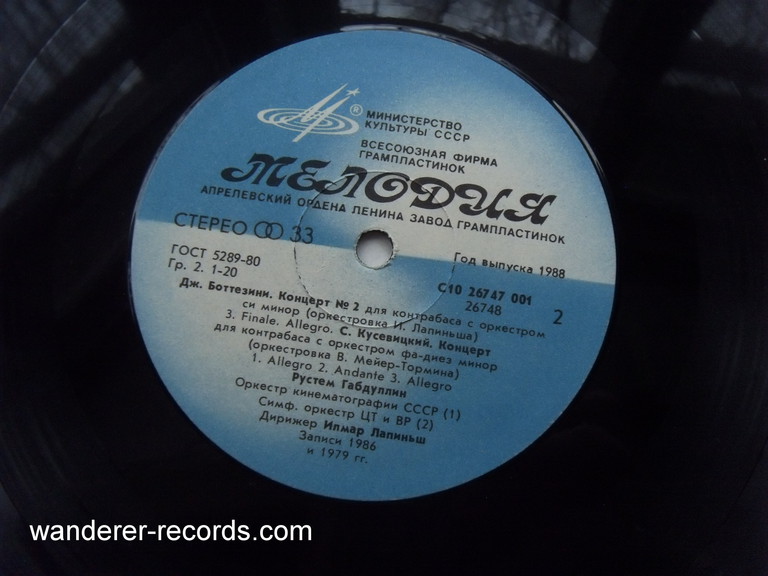 ®
МИНИСТЕРСТВО
КУЛЬТУРЫ СССР
ВСЕСОЮЗНАЯ ФИРМА
ГРАМПЛАСТИНОК
МЕЛОДИЯ
АПРЕЛЕВСКИЙ ОРДЕНА ЛЕНИНА ЗАВОД ГРАМПЛАСТИНОК
СТЕРЕО 33
ГОСТ 5289-80
Гр. 2. 1-20
Год выпуска 1988
С10 26747 001
26748
2
Дж. Боттезини. Концерт № 2 для контрабаса с оркестром
си минор (оркестровка И. Лапиньша)
3. Finale. Allegro. С. Кусевицкий. Концерт
для контрабаса с оркестром фа-диез минор
(оркестровка В. Мейер-Тормина)
1. Allegro 2. Andante 3. Allegro
Рустем Габдуллин
Оркестр кинематографии СССР (1)
Симф. оркестр ЦТ и ВР (2)
Дирижер Илмар Лапиньш
Записи 1986
и 1979 гг.
wanderer-records.com